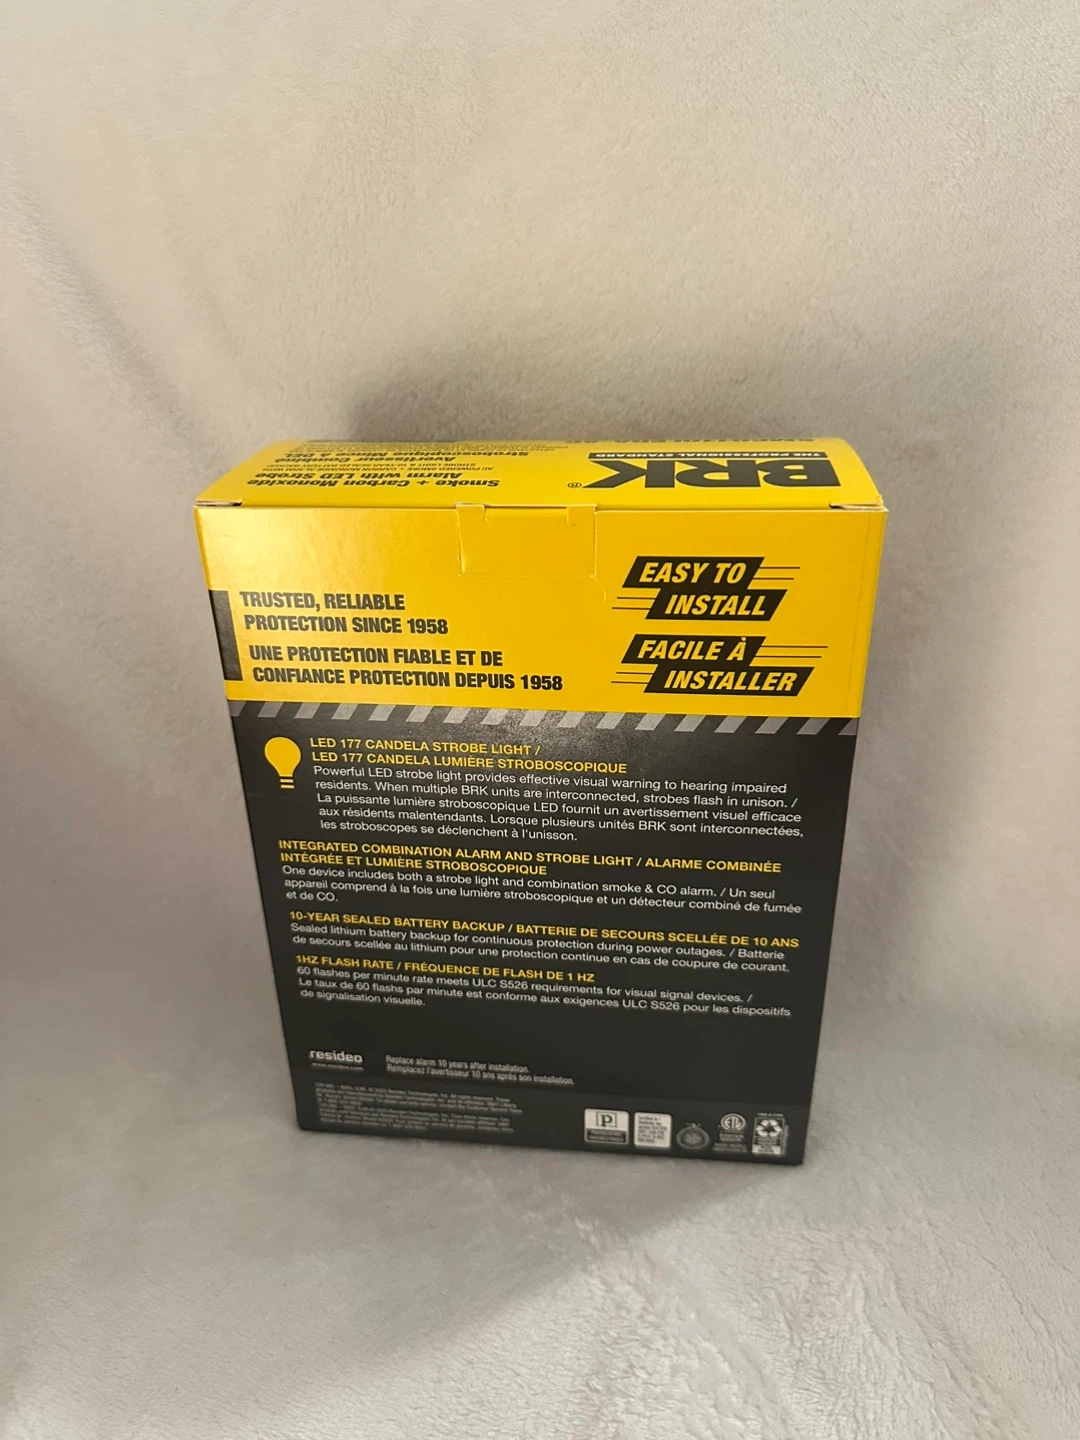 Smoke + Carbon Monoxide
Alarm with LED Strobe
BRK®
THE PROFESSIONAL STANDARD
EASY TO
INSTALL
FACILE À
INSTALLER
TRUSTED, RELIABLE
PROTECTION SINCE 1958
UNE PROTECTION FIABLE ET DE
CONFIANCE PROTECTION DEPUIS 1958
LED 177 CANDELA STROBE LIGHT /
LED 177 CANDELA LUMIÈRE STROBOSCOPIQUE
Powerful LED strobe light provides effective visual warning to hearing impaired
residents. When multiple BRK units are interconnected, strobes flash in unison. /
La puissante lumière stroboscopique LED fournit un avertissement visuel efficace
aux résidents malentendants. Lorsque plusieurs unités BRK sont interconnectées,
les stroboscopes se déclenchent à l'unisson.
INTEGRATED COMBINATION ALARM AND STROBE LIGHT / ALARME COMBINÉE
INTÉGRÉE ET LUMIÈRE STROBOSCOPIQUE
One device includes both a strobe light and combination smoke & CO alarm. / Un seul
appareil comprend à la fois une lumière stroboscopique et un détecteur combiné de fumée
et de CO.
10-YEAR SEALED BATTERY BACKUP / BATTERIE DE SECOURS SCELLÉE DE 10 ANS
Sealed lithium battery backup for continuous protection during power outages. / Batterie
de secours scellée au lithium pour une protection continue en cas de coupure de courant.
1HZ FLASH RATE / FRÉQUENCE DE FLASH DE 1 HZ
60 flashes per minute rate meets ULC S526 requirements for visual signal devices. /
Le taux de 60 flashs par minute est conforme aux exigences ULC S526 pour les dispositifs
de signalisation visuelle.
resideo
www.resideo.com
Replace alarm 10 years after installation.
Remplacez l'avertisseur 10 ans après son installation.